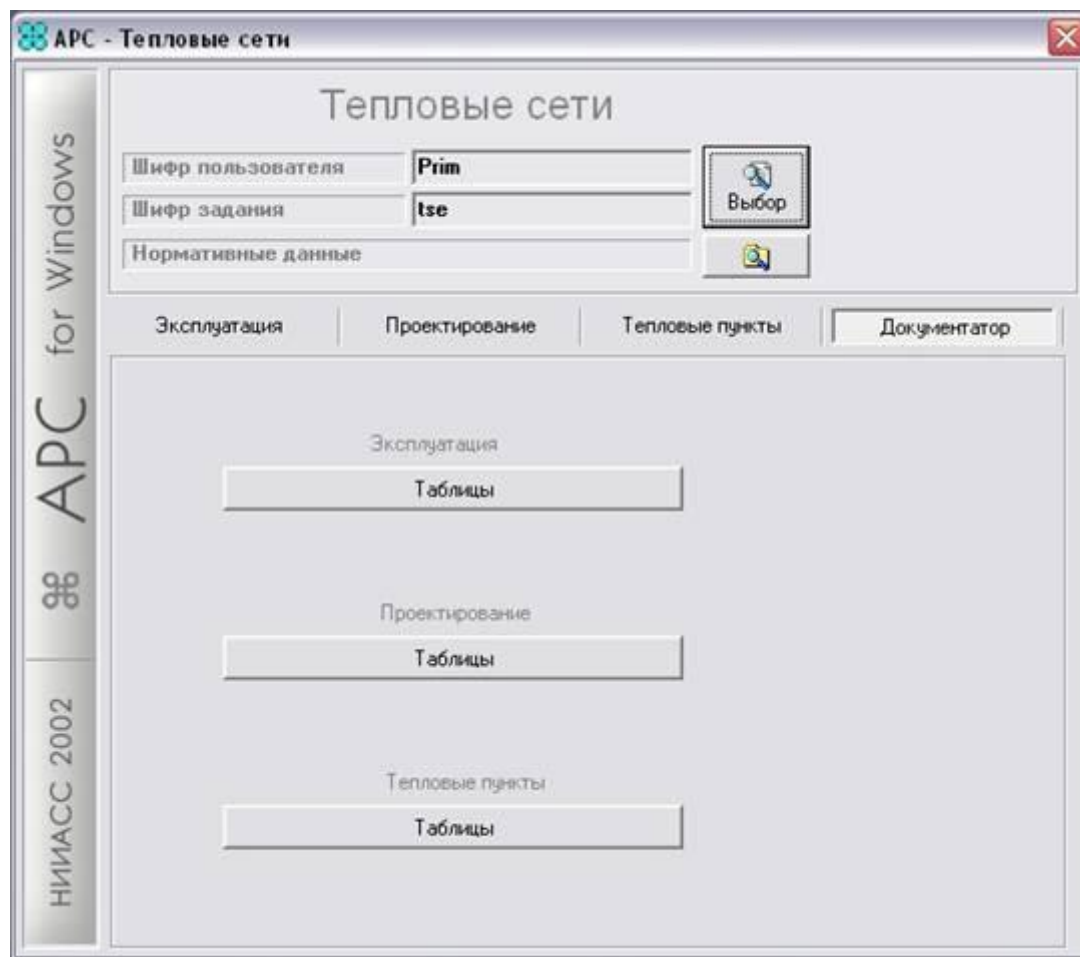 АРС - Тепловые сети
Тепловые сети
Шифр пользователя Prim
Шифр задания tse
Выбор
Нормативные данные
Эксплуатация Проектирование Тепловые пункты Документатор
Эксплуатация
Таблицы
Проектирование
Таблицы
Тепловые пункты
Таблицы
АРС for Windows
НИИАСС 2002